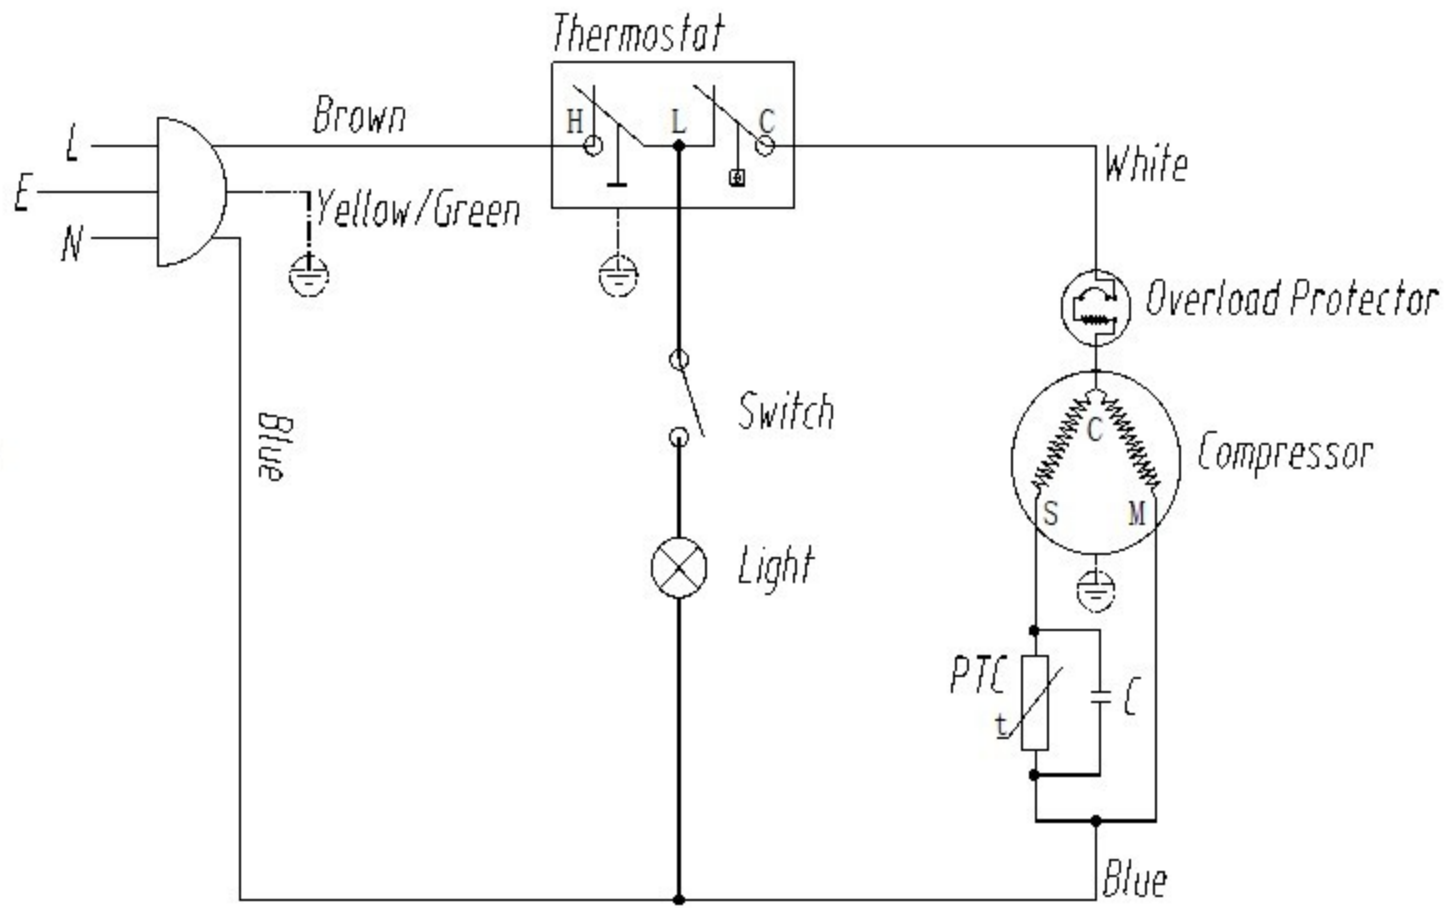 Thermostat
Brown
H
L
C
L
White
E
Yellow/Green
N
Overload Protector
Blue
Switch
C
Compressor
S
M
Light
PTC
C
t
Blue